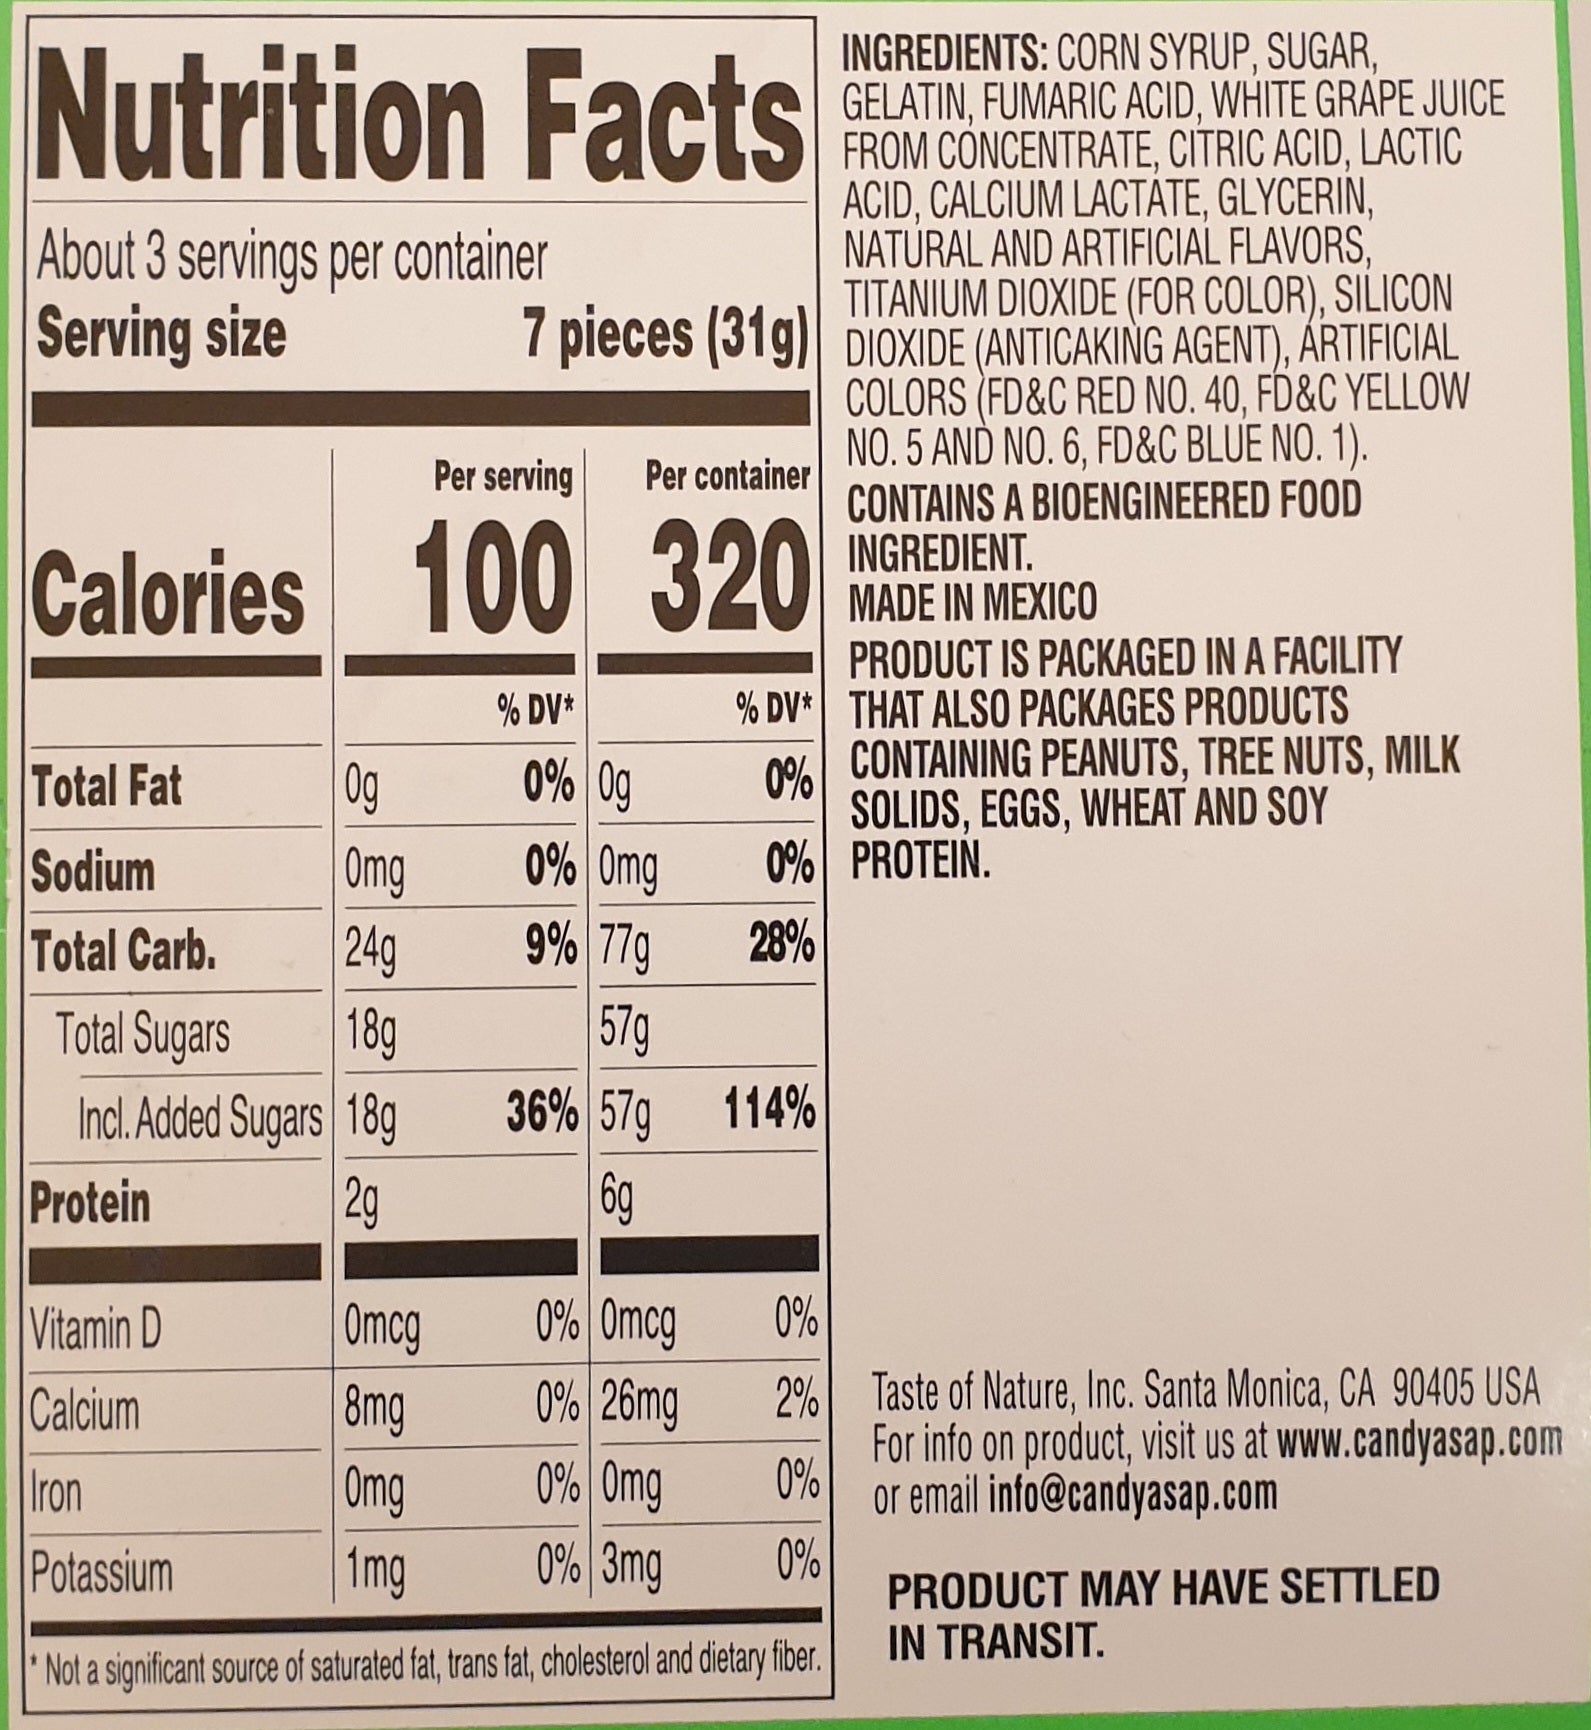 Nutrition Facts
About 3 servings per container
Serving size 7 pieces (31g)
Per serving Per container
Calories 100 320
% DV* % DV*
Total Fat 0g 0% 0g 0%
Sodium 0mg 0% 0mg 0%
Total Carb. 24g 9% 77g 28%
Total Sugars 18g 57g
Incl. Added Sugars 18g 36% 57g 114%
Protein 2g 6g
Vitamin D 0mcg 0% 0mcg 0%
Calcium 8mg 0% 26mg 2%
Iron 0mg 0% 0mg 0%
Potassium 1mg 0% 3mg 0%
* Not a significant source of saturated fat, trans fat, cholesterol and dietary fiber.
INGREDIENTS: CORN SYRUP, SUGAR,
GELATIN, FUMARIC ACID, WHITE GRAPE JUICE
FROM CONCENTRATE, CITRIC ACID, LACTIC
ACID, CALCIUM LACTATE, GLYCERIN,
NATURAL AND ARTIFICIAL FLAVORS,
TITANIUM DIOXIDE (FOR COLOR), SILICON
DIOXIDE (ANTICAKING AGENT), ARTIFICIAL
COLORS (FD&C RED NO. 40, FD&C YELLOW
NO. 5 AND NO. 6, FD&C BLUE NO. 1).
CONTAINS A BIOENGINEERED FOOD
INGREDIENT.
MADE IN MEXICO
PRODUCT IS PACKAGED IN A FACILITY
THAT ALSO PACKAGES PRODUCTS
CONTAINING PEANUTS, TREE NUTS, MILK
SOLIDS, EGGS, WHEAT AND SOY
PROTEIN.
Taste of Nature, Inc. Santa Monica, CA 90405 USA
For info on product, visit us at www.candyasap.com
or email info@candyasap.com
PRODUCT MAY HAVE SETTLED
IN TRANSIT.